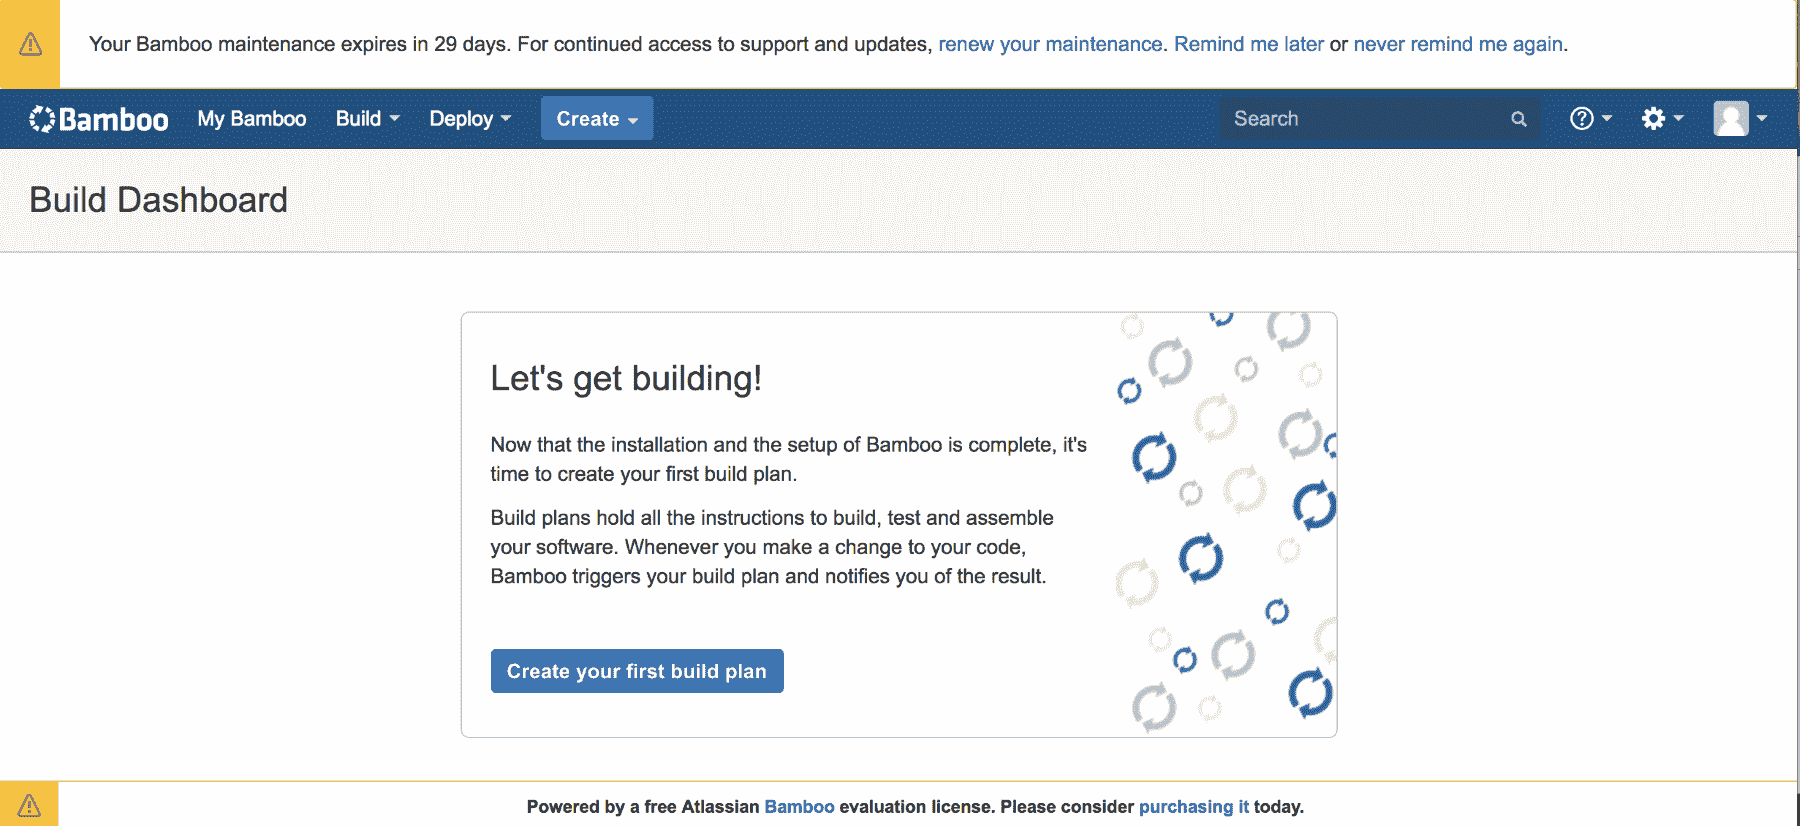 Your Bamboo maintenance expires in 29 days. For continued access to support and updates, renew your maintenance. Remind me later or never remind me again.
Bamboo My Bamboo Build Deploy Create Search
Build Dashboard
Let's get building!
Now that the installation and the setup of Bamboo is complete, it's
time to create your first build plan.
Build plans hold all the instructions to build, test and assemble
your software. Whenever you make a change to your code,
Bamboo triggers your build plan and notifies you of the result.
Create your first build plan
Powered by a free Atlassian Bamboo evaluation license. Please consider purchasing it today.